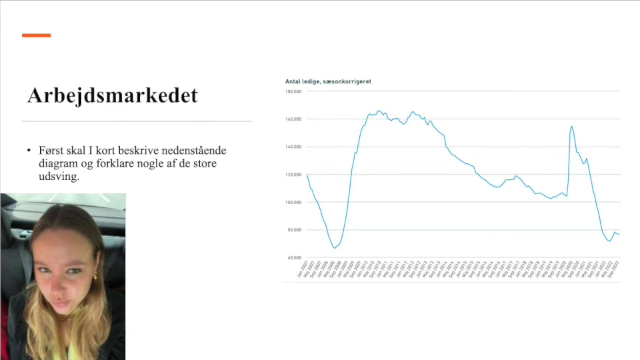 Arbejdsmarkedet
• Først skal I kort beskrive nedenstående
diagram og forklare nogle af de store
udsving.
Antal ledige, sæsonkorrigeret
180.000
160.000
140.000
120.000
100.000
80.000
60.000